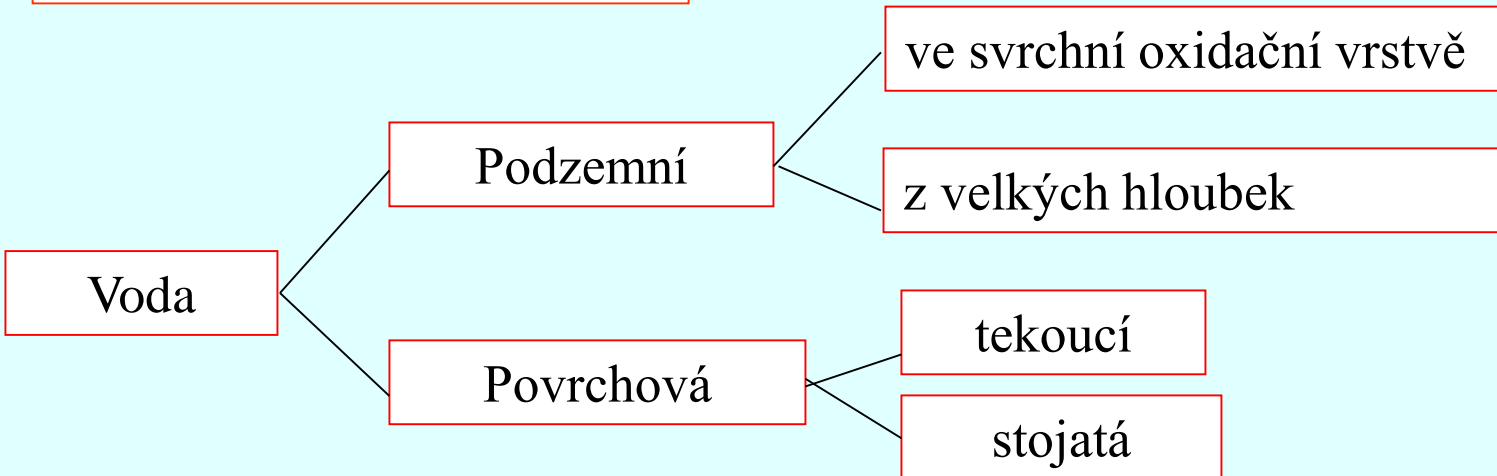 ve svrchní oxidační vrstvě
Podzemní
z velkých hloubek
Voda
tekoucí
Povrchová
stojatá